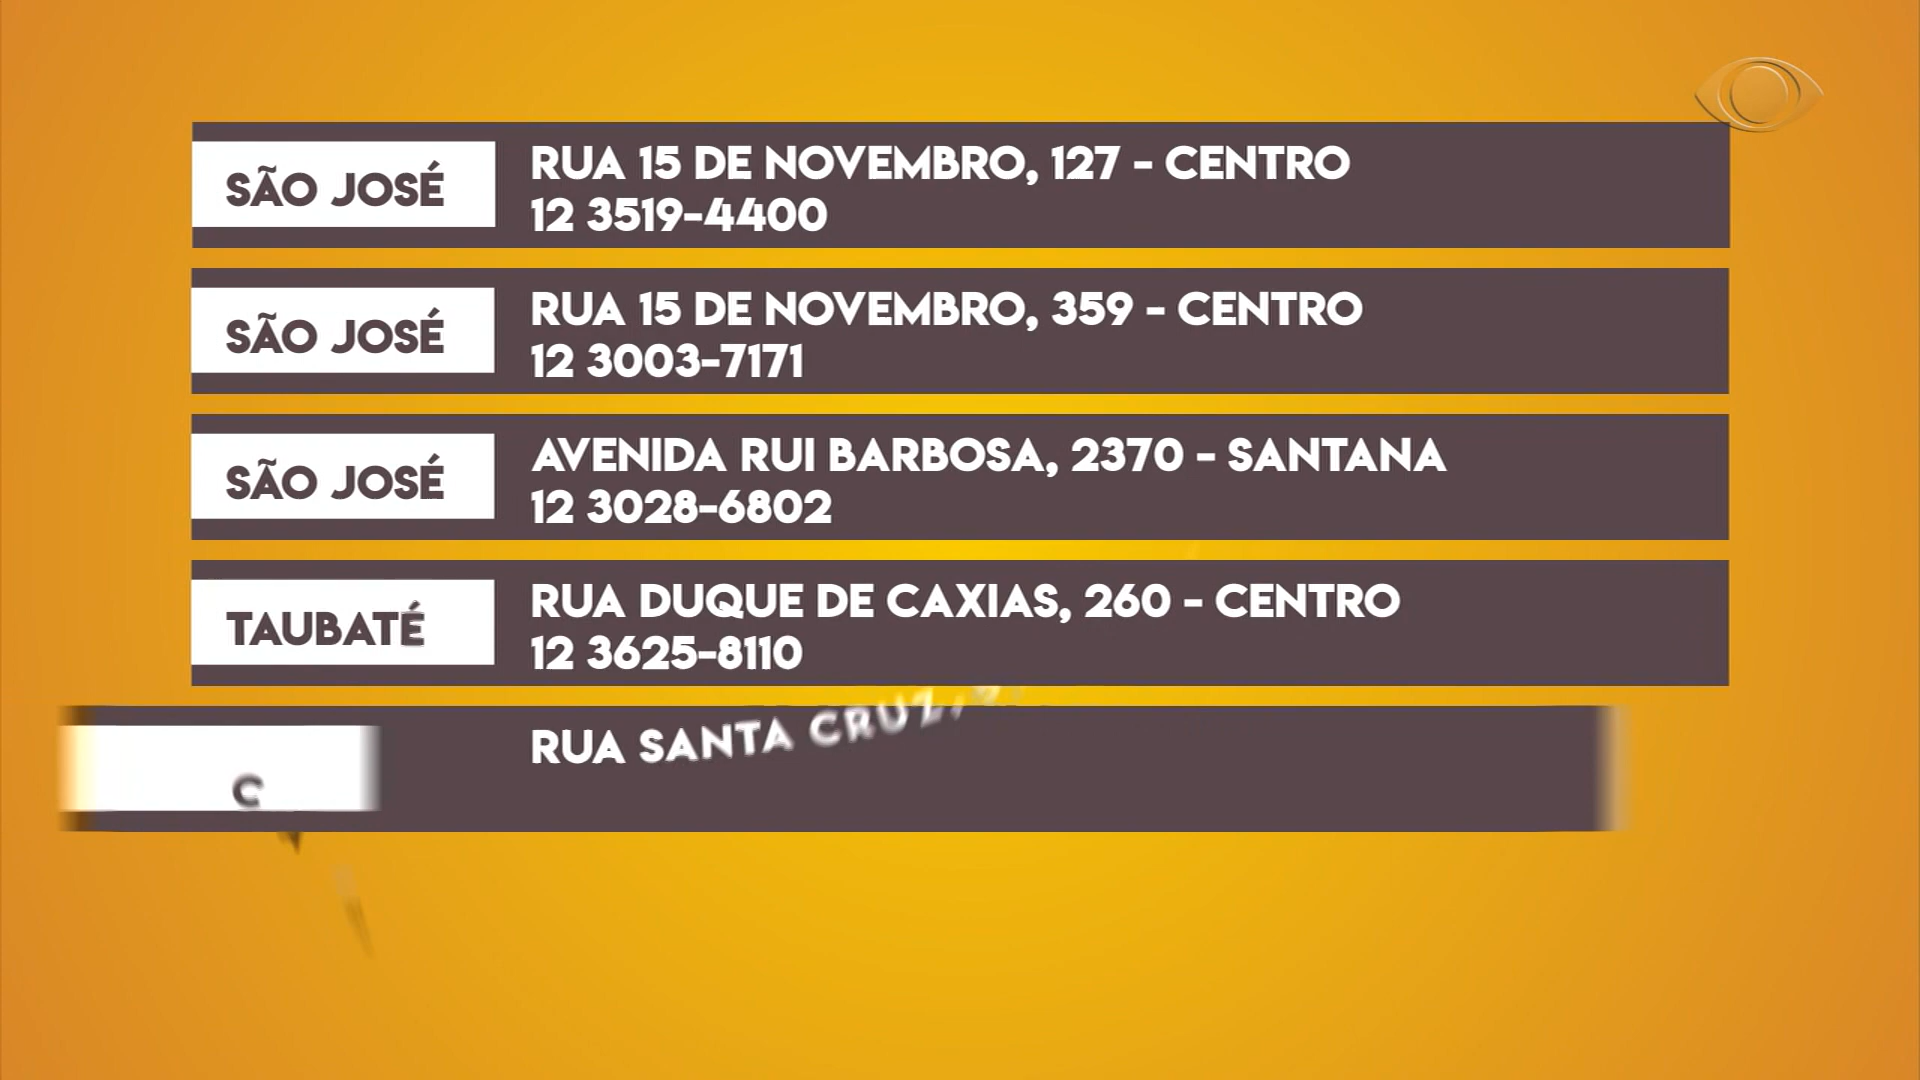 SÃO JOSÉ
RUA 15 DE NOVEMBRO, 127 - CENTRO
12 3519-4400
SÃO JOSÉ
RUA 15 DE NOVEMBRO, 359 - CENTRO
12 3003-7171
SÃO JOSÉ
AVENIDA RUI BARBOSA, 2370 - SANTANA
12 3028-6802
TAUBATÉ
RUA DUQUE DE CAXIAS, 260 - CENTRO
12 3625-8110
C
RUA SANTA CRUZ,